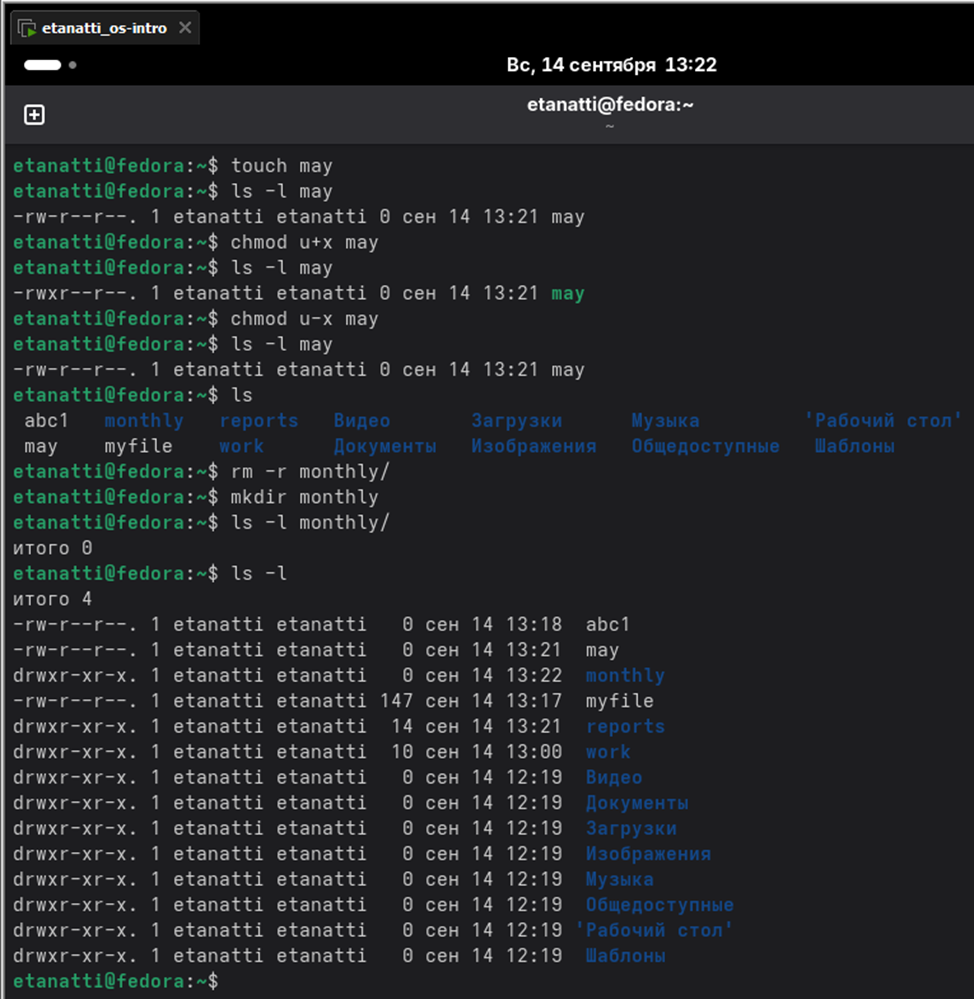 etanatti_os-intro
Вс, 14 сентября 13:22
etanatti@fedora:~
~
etanatti@fedora:~$ touch may
etanatti@fedora:~$ ls -l may
-rw-r--r--. 1 etanatti etanatti 0 сен 14 13:21 may
etanatti@fedora:~$ chmod u+x may
etanatti@fedora:~$ ls -l may
-rwxr--r--. 1 etanatti etanatti 0 сен 14 13:21 may
etanatti@fedora:~$ chmod u-x may
etanatti@fedora:~$ ls -l may
-rw-r--r--. 1 etanatti etanatti 0 сен 14 13:21 may
etanatti@fedora:~$ ls
abc1 monthly reports Видео Загрузки Музыка 'Рабочий стол'
may myfile work Документы Изображения Общедоступные Шаблоны
etanatti@fedora:~$ rm -r monthly/
etanatti@fedora:~$ mkdir monthly
etanatti@fedora:~$ ls -l monthly/
итого 0
etanatti@fedora:~$ ls -l
итого 4
-rw-r--r--. 1 etanatti etanatti 0 сен 14 13:18 abc1
-rw-r--r--. 1 etanatti etanatti 0 сен 14 13:21 may
drwxr-xr-x. 1 etanatti etanatti 0 сен 14 13:22 monthly
-rw-r--r--. 1 etanatti etanatti 147 сен 14 13:17 myfile
drwxr-xr-x. 1 etanatti etanatti 14 сен 14 13:21 reports
drwxr-xr-x. 1 etanatti etanatti 10 сен 14 13:00 work
drwxr-xr-x. 1 etanatti etanatti 0 сен 14 12:19 Видео
drwxr-xr-x. 1 etanatti etanatti 0 сен 14 12:19 Документы
drwxr-xr-x. 1 etanatti etanatti 0 сен 14 12:19 Загрузки
drwxr-xr-x. 1 etanatti etanatti 0 сен 14 12:19 Изображения
drwxr-xr-x. 1 etanatti etanatti 0 сен 14 12:19 Музыка
drwxr-xr-x. 1 etanatti etanatti 0 сен 14 12:19 Общедоступные
drwxr-xr-x. 1 etanatti etanatti 0 сен 14 12:19 'Рабочий стол'
drwxr-xr-x. 1 etanatti etanatti 0 сен 14 12:19 Шаблоны
etanatti@fedora:~$